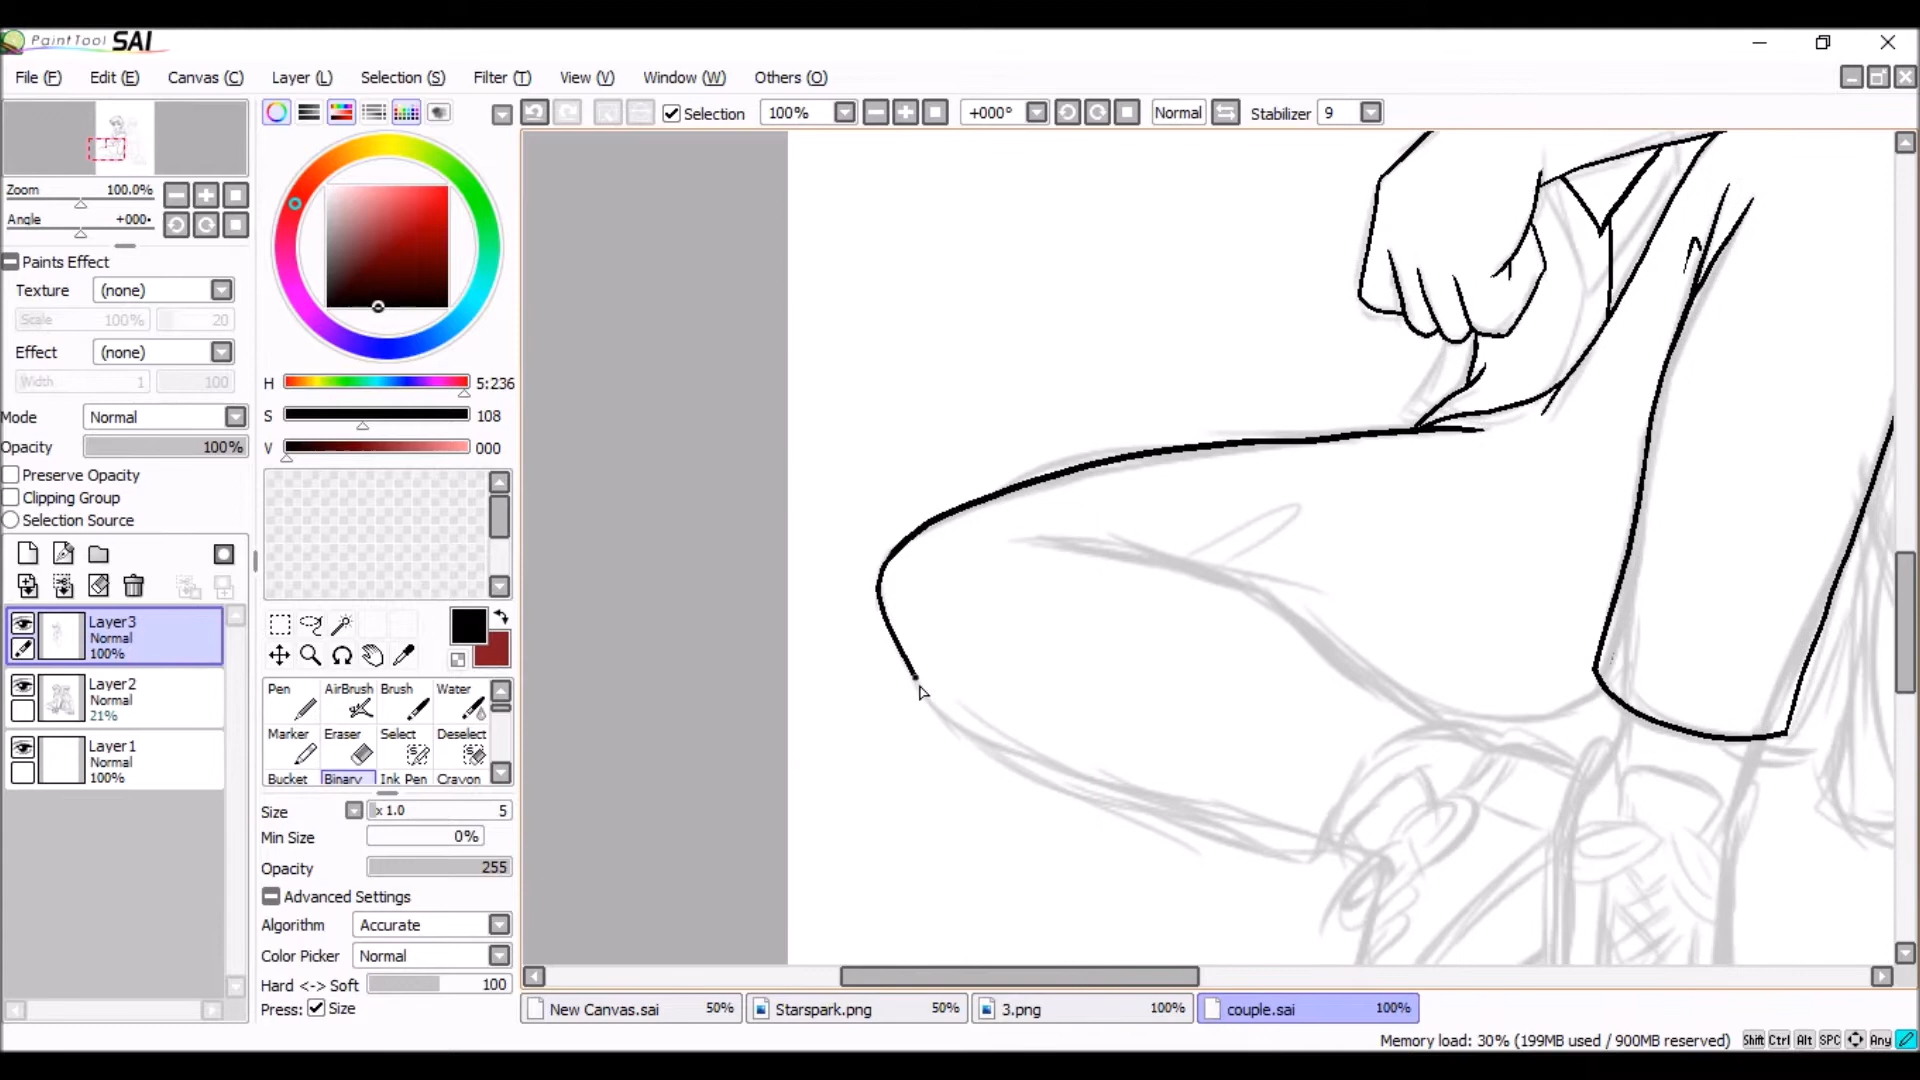 PaintTool SAI
File (F) Edit (E) Canvas (C) Layer (L) Selection (S) Filter (T) View (V) Window (W) Others (O)
Selection 100% +000° Normal Stabilizer 9
Zoom 100.0%
Angle +000
Paints Effect
Texture (none)
Scale 100% 20
Effect (none)
Width 1 100
Mode Normal
Opacity 100%
Preserve Opacity
Clipping Group
Selection Source
Layer3
Normal
100%
Layer2
Normal
21%
Layer1
Normal
100%
H 5:236
S 108
V 000
Pen AirBrush Brush Water
Marker Eraser Select Deselect
Bucket Binary Ink Pen Crayon
Size x 1.0 5
Min Size 0%
Opacity 255
Advanced Settings
Algorithm Accurate
Color Picker Normal
Hard <-> Soft 100
Press: Size
New Canvas.sai 50% Starspark.png 50% 3.png 100% couple.sai 100%
Memory load: 30% (199MB used / 900MB reserved) Shift Ctrl Alt SPC Any